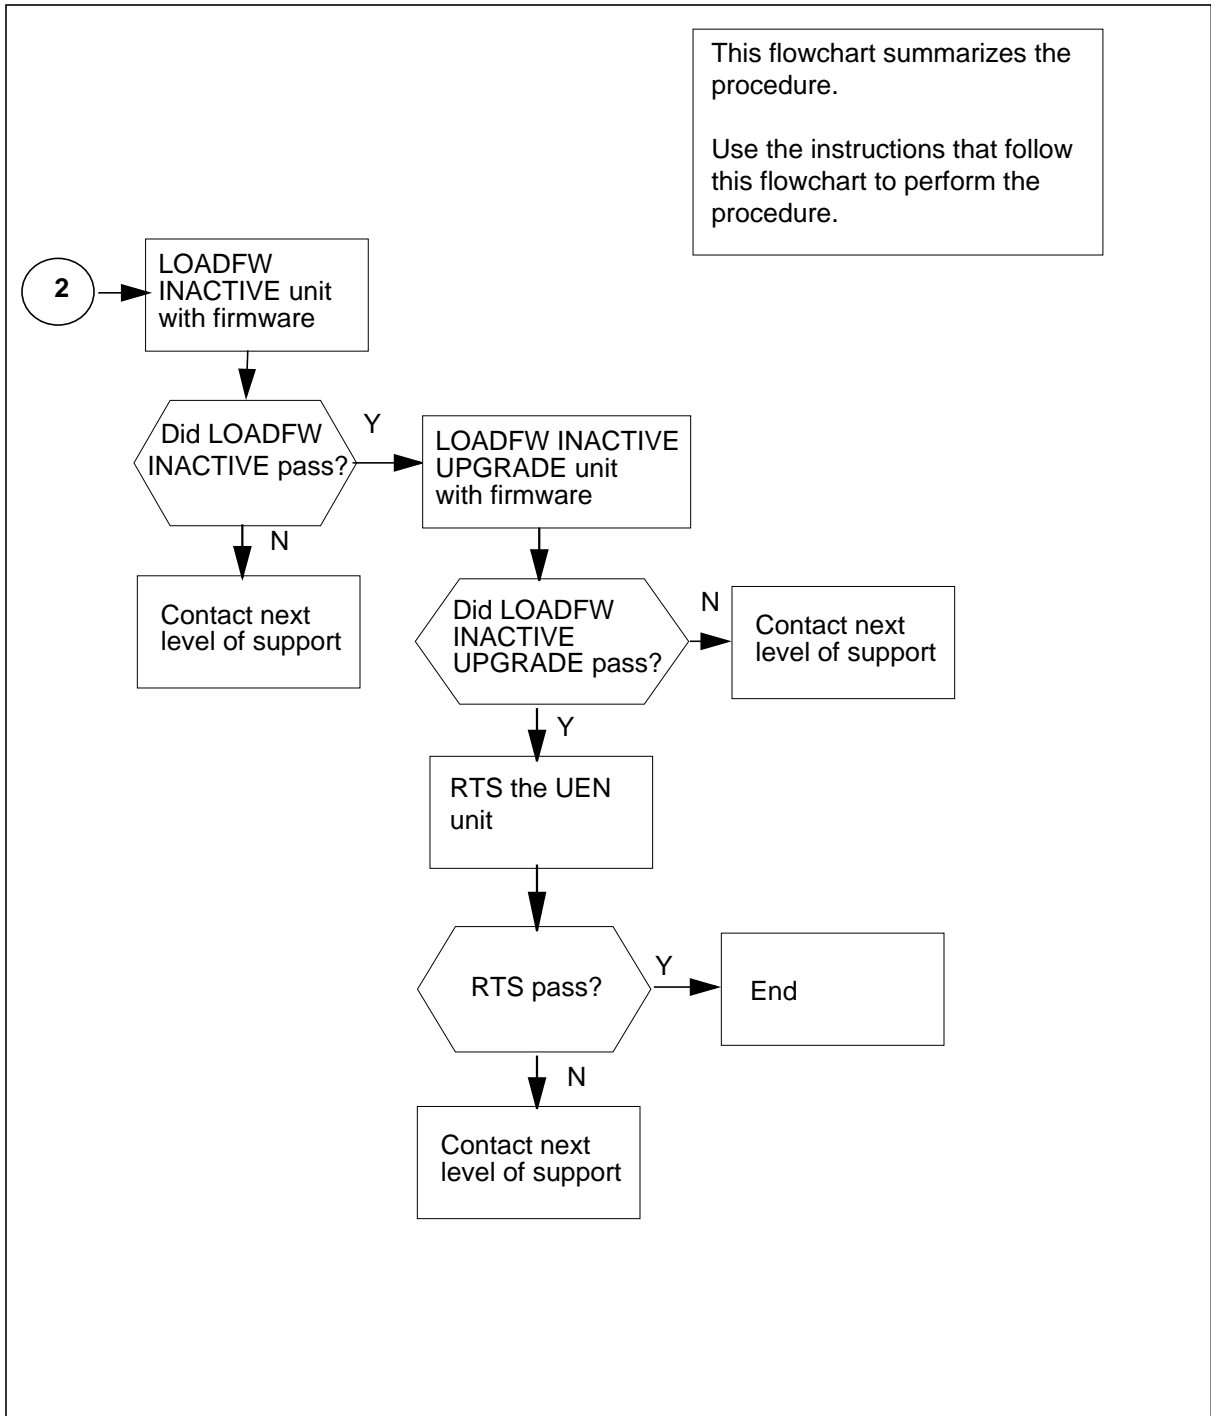 This flowchart summarizes the
procedure.
Use the instructions that follow
this flowchart to perform the
procedure.
2
LOADFW
INACTIVE unit
with firmware
Did LOADFW
INACTIVE pass?
Y
LOADFW INACTIVE
UPGRADE unit
with firmware
N
Contact next
level of support
Did LOADFW
INACTIVE
UPGRADE pass?
N
Contact next
level of support
Y
RTS the UEN
unit
RTS pass?
Y
End
N
Contact next
level of support